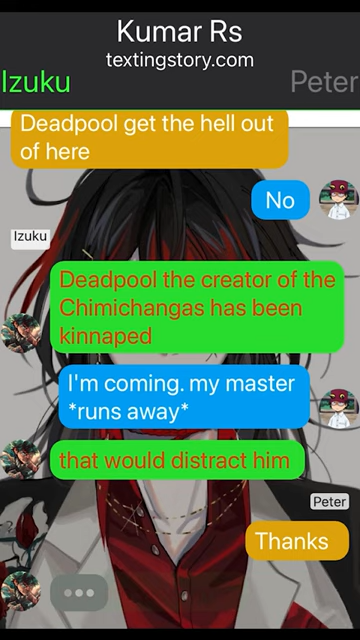 Kumar Rs
textingstory.com
Izuku
Peter
Deadpool get the hell out
of here
No
Izuku
Deadpool the creator of the
Chimichangas has been
kinnaped
I'm coming. my master
*runs away*
that would distract him
Peter
Thanks